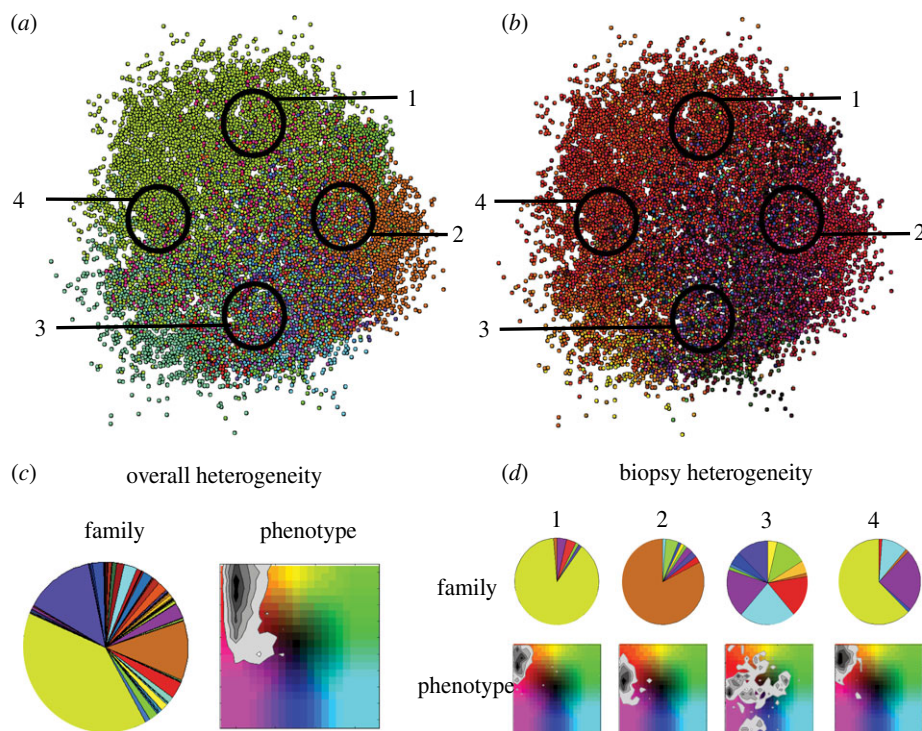 (a)
(b)
1
4
2
3
1
4
2
3
(c) overall heterogeneity
(d) biopsy heterogeneity
family phenotype
1 2 3 4
family
phenotype